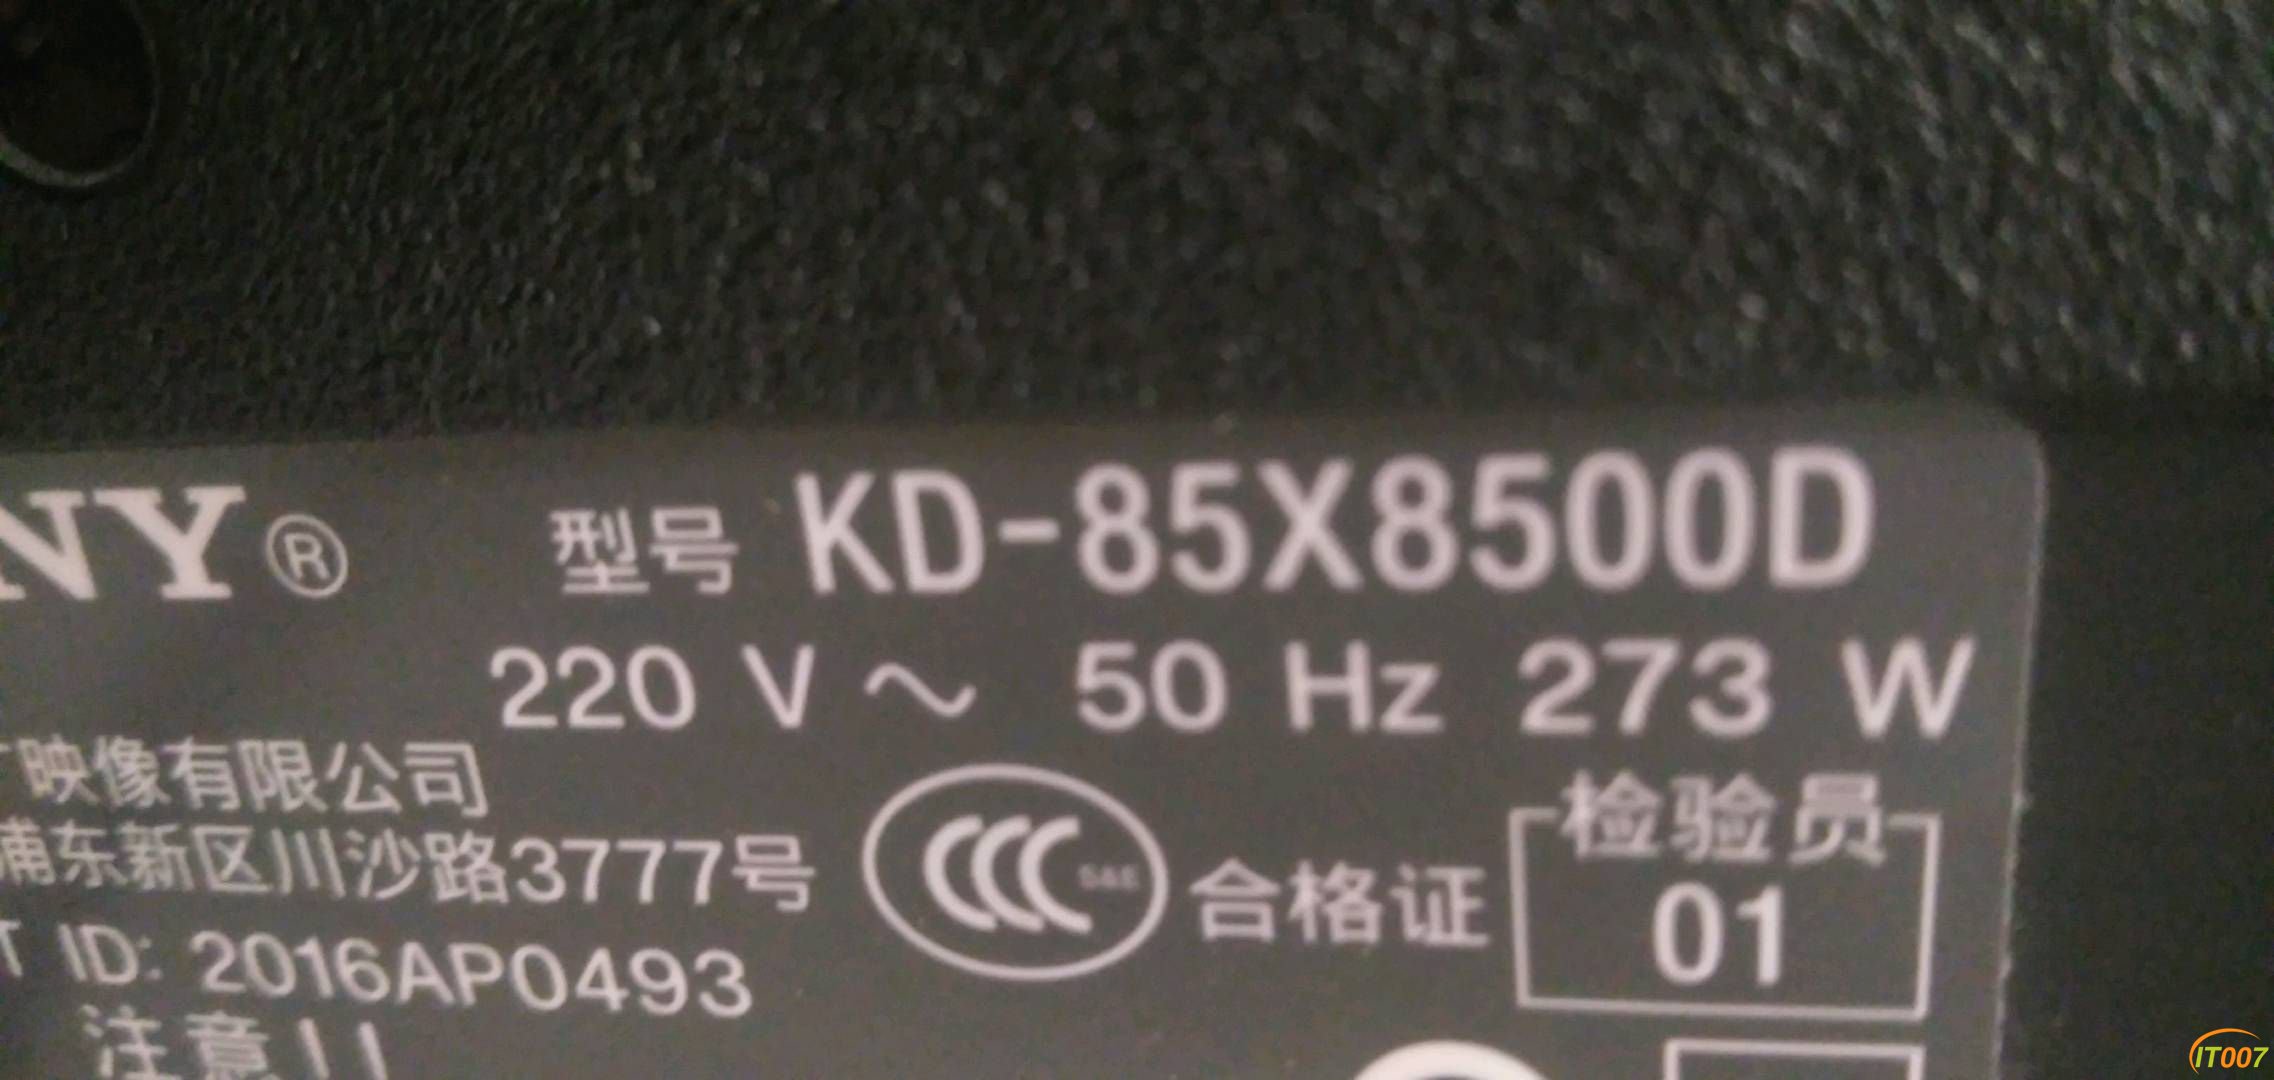 NY® 型号 KD-85X8500D
220 V ~ 50 Hz 273 W
映像有限公司
浦东新区川沙路3777号
CCC S&E 合格证 检验员 01
T ID: 2016AP0493
注意!!
IT007